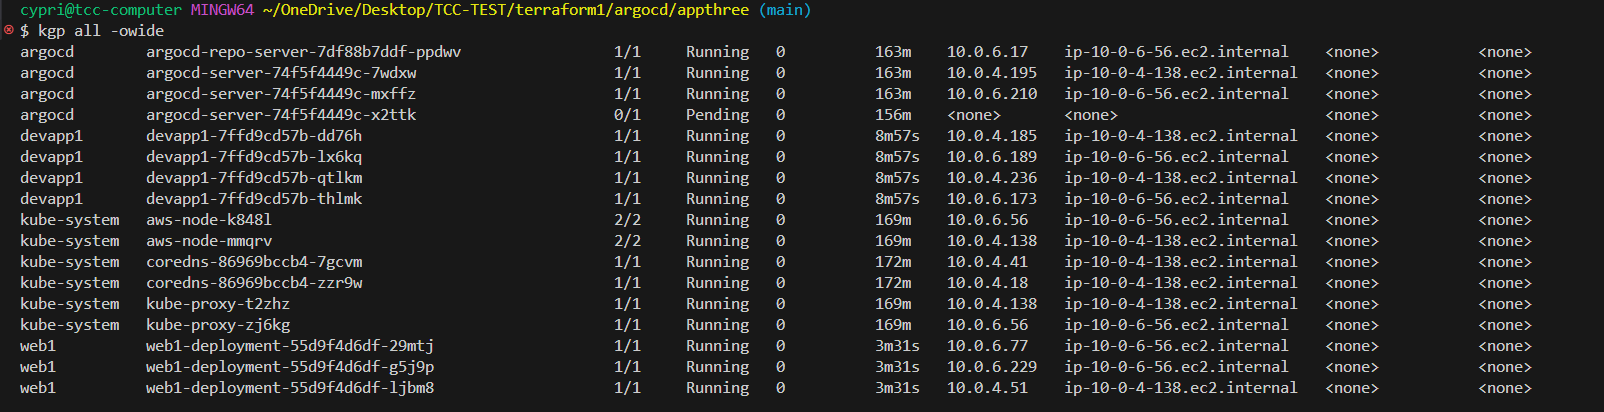 cypri@tcc-computer MINGW64 ~/OneDrive/Desktop/TCC-TEST/terraform1/argocd/appthree (main)
$ kgp all -owide
argocd argocd-repo-server-7df88b7ddf-ppdwv 1/1 Running 0 163m 10.0.6.17 ip-10-0-6-56.ec2.internal <none> <none>
argocd argocd-server-74f5f4449c-7wdxw 1/1 Running 0 163m 10.0.4.195 ip-10-0-4-138.ec2.internal <none> <none>
argocd argocd-server-74f5f4449c-mxffz 1/1 Running 0 163m 10.0.6.210 ip-10-0-6-56.ec2.internal <none> <none>
argocd argocd-server-74f5f4449c-x2ttk 0/1 Pending 0 156m <none> <none> <none> <none>
devapp1 devapp1-7ffd9cd57b-dd76h 1/1 Running 0 8m57s 10.0.4.185 ip-10-0-4-138.ec2.internal <none> <none>
devapp1 devapp1-7ffd9cd57b-lx6kq 1/1 Running 0 8m57s 10.0.6.189 ip-10-0-6-56.ec2.internal <none> <none>
devapp1 devapp1-7ffd9cd57b-qtlkm 1/1 Running 0 8m57s 10.0.4.236 ip-10-0-4-138.ec2.internal <none> <none>
devapp1 devapp1-7ffd9cd57b-thlmk 1/1 Running 0 8m57s 10.0.6.173 ip-10-0-6-56.ec2.internal <none> <none>
kube-system aws-node-k848l 2/2 Running 0 169m 10.0.6.56 ip-10-0-6-56.ec2.internal <none> <none>
kube-system aws-node-mmqrv 2/2 Running 0 169m 10.0.4.138 ip-10-0-4-138.ec2.internal <none> <none>
kube-system coredns-86969bccb4-7gcvm 1/1 Running 0 172m 10.0.4.41 ip-10-0-4-138.ec2.internal <none> <none>
kube-system coredns-86969bccb4-zzr9w 1/1 Running 0 172m 10.0.4.18 ip-10-0-4-138.ec2.internal <none> <none>
kube-system kube-proxy-t2zhz 1/1 Running 0 169m 10.0.4.138 ip-10-0-4-138.ec2.internal <none> <none>
kube-system kube-proxy-zj6kg 1/1 Running 0 169m 10.0.6.56 ip-10-0-6-56.ec2.internal <none> <none>
web1 web1-deployment-55d9f4d6df-29mtj 1/1 Running 0 3m31s 10.0.6.77 ip-10-0-6-56.ec2.internal <none> <none>
web1 web1-deployment-55d9f4d6df-g5j9p 1/1 Running 0 3m31s 10.0.6.229 ip-10-0-6-56.ec2.internal <none> <none>
web1 web1-deployment-55d9f4d6df-ljbm8 1/1 Running 0 3m31s 10.0.4.51 ip-10-0-4-138.ec2.internal <none> <none>